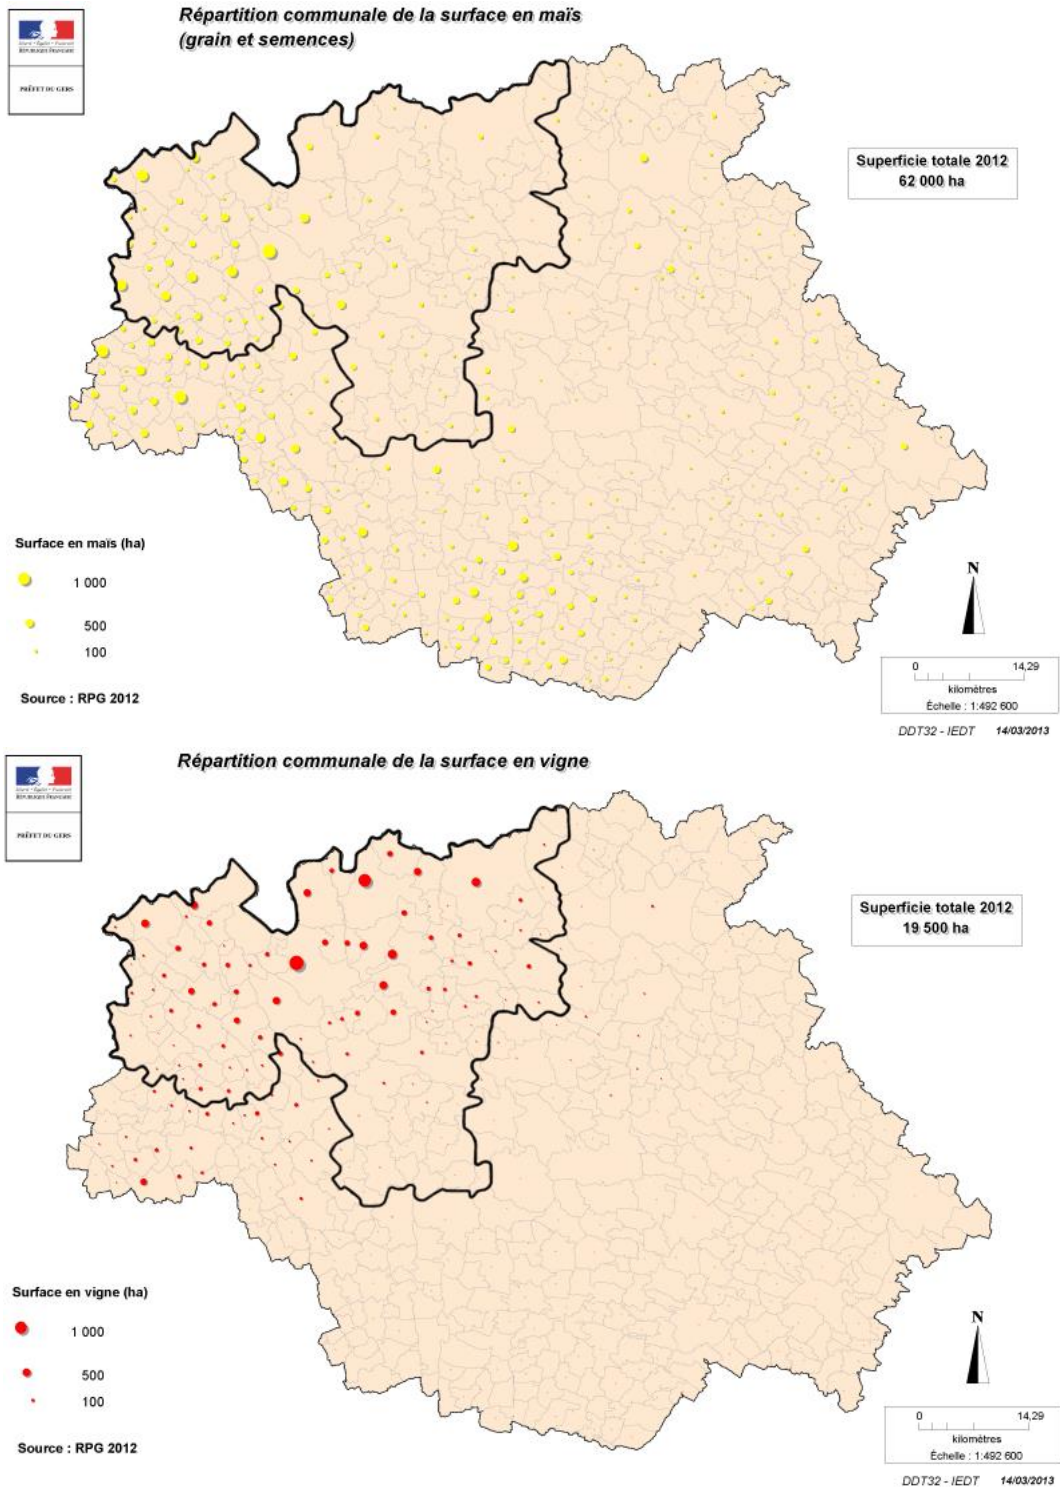 Répartition communale de la surface en maïs
(grain et semences)
RÉPUBLIQUE FRANÇAISE
PRÉFET DU GERS
Superficie totale 2012
62 000 ha
Surface en maïs (ha)
1 000
500
100
Source : RPG 2012
N
0 14,29
kilomètres
Échelle : 1:492 600
DDT32 - IEDT 14/03/2013
Répartition communale de la surface en vigne
RÉPUBLIQUE FRANÇAISE
PRÉFET DU GERS
Superficie totale 2012
19 500 ha
Surface en vigne (ha)
1 000
500
100
Source : RPG 2012
N
0 14,29
kilomètres
Échelle : 1:492 600
DDT32 - IEDT 14/03/2013